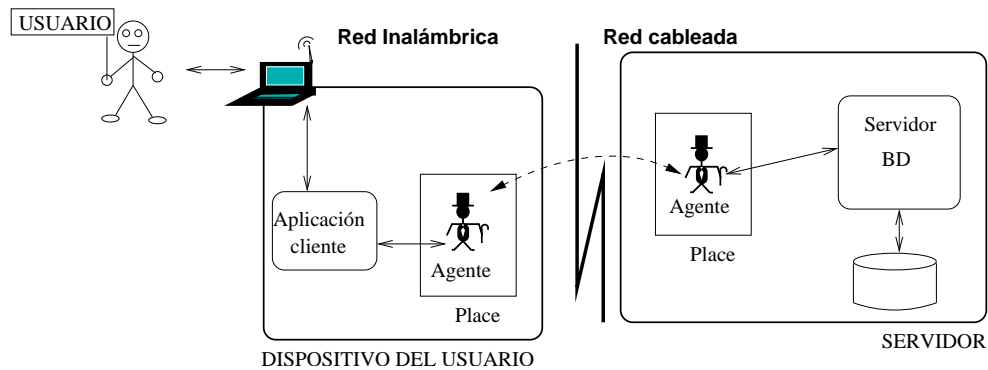 USUARIO
Red Inalámbrica
Red cableada
Aplicación
cliente
Agente
Place
DISPOSITIVO DEL USUARIO
Agente
Place
Servidor
BD
SERVIDOR